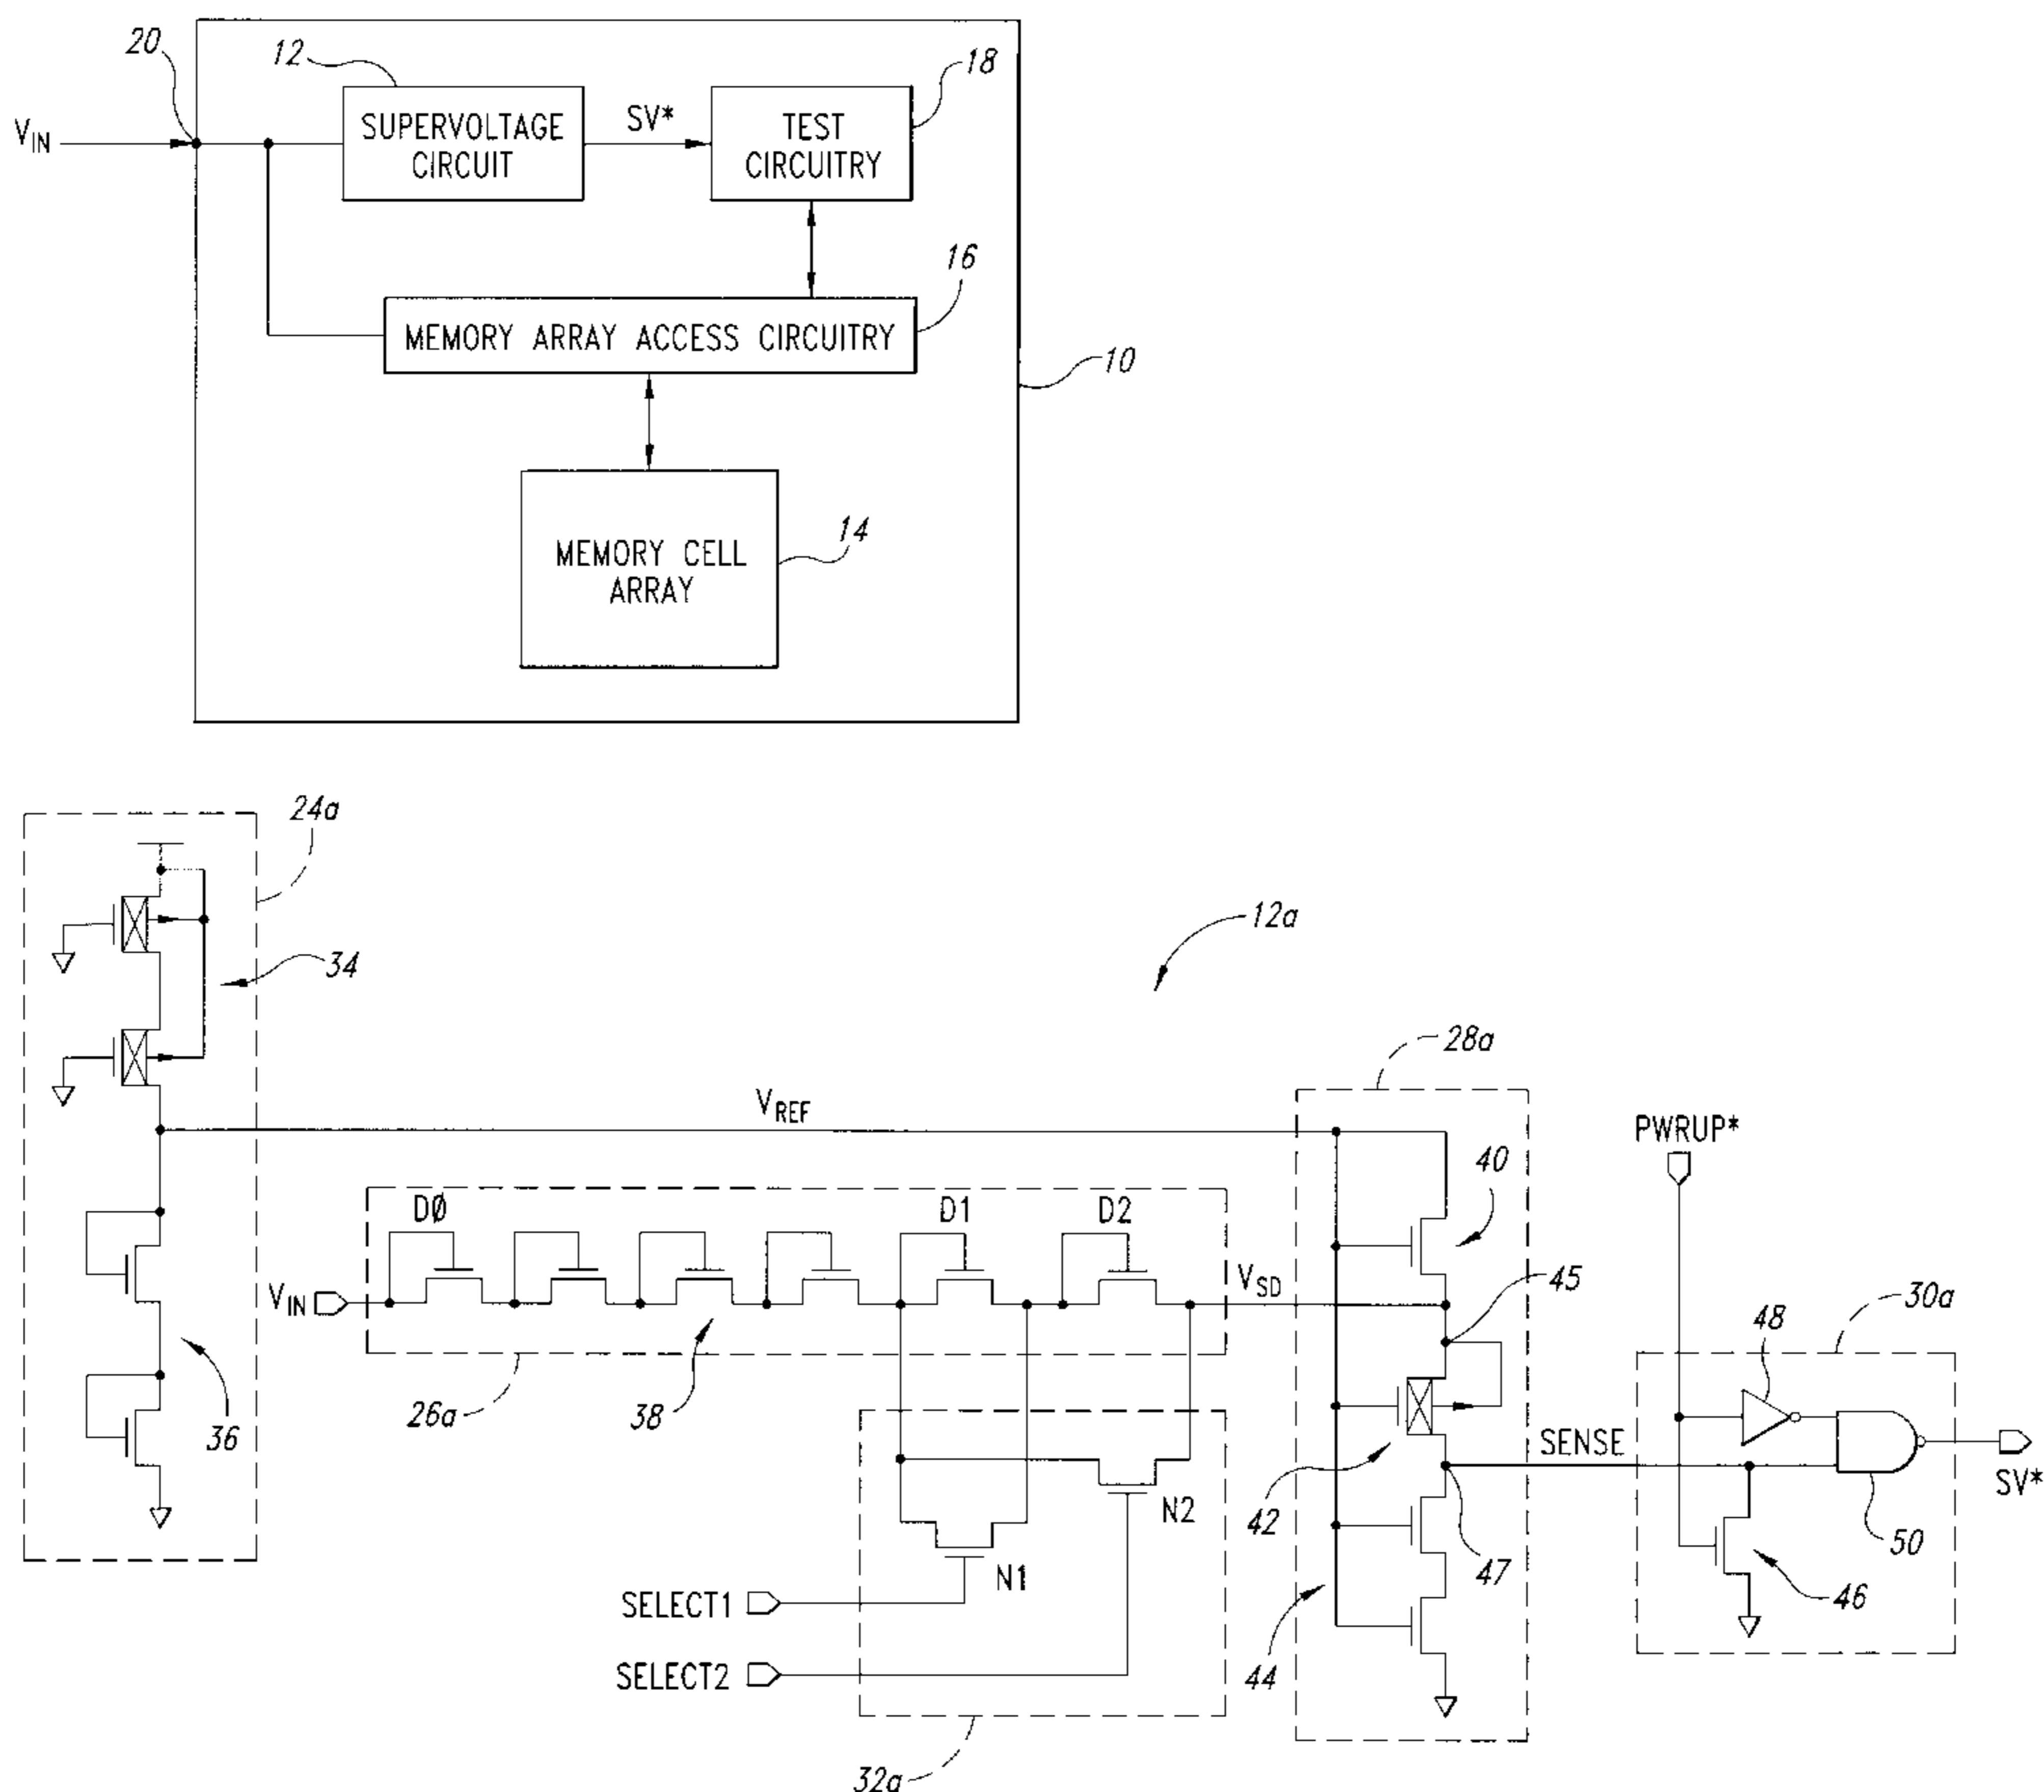 20
12
18
V_IN
SUPERVOLTAGE
CIRCUIT
SV*
TEST
CIRCUITRY
16
MEMORY ARRAY ACCESS CIRCUITRY
10
14
MEMORY CELL
ARRAY
24a
12a
34
28a
V_REF
PWRUP*
40
DØ
D1
D2
V_IN
V_SD
45
30a
48
26a
38
36
SENSE
SV*
N2
42
47
50
N1
SELECT1
46
SELECT2
44
32a